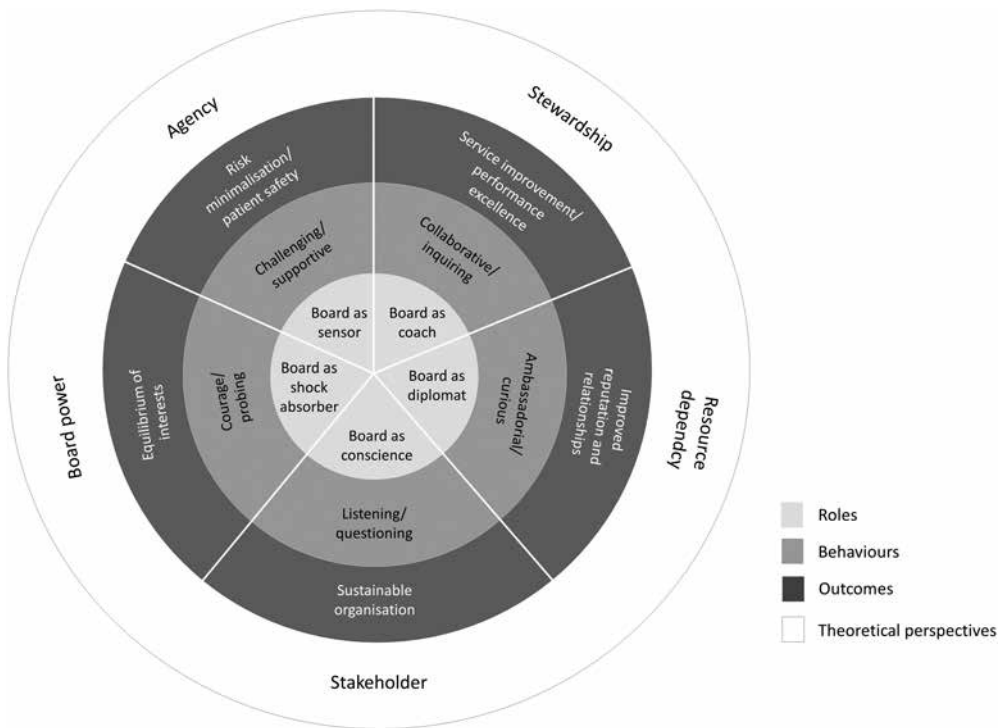 Agency
Stewardship
Risk
minimalisation/
patient safety
Service improvement/
performance
excellence
Challenging/
supportive
Collaborative/
inquiring
Board as
sensor
Board as
coach
Board power
Equilibrium of
interests
Courage/
probing
Board as
shock
absorber
Board as
diplomat
Ambassadorial/
curious
Improved
reputation and
relationships
Resource
dependcy
Board as
conscience
Listening/
questioning
Sustainable
organisation
Stakeholder
Roles
Behaviours
Outcomes
Theoretical perspectives